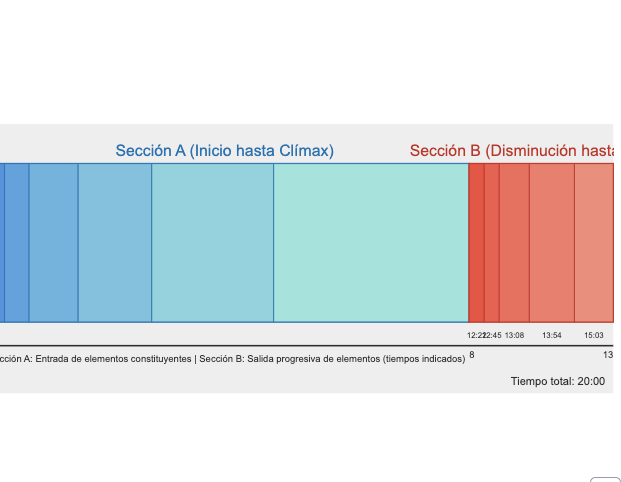 Sección A (Inicio hasta Clímax) Sección B (Disminución hasta
12:22 12:45 13:08 13:54 15:03
cción A: Entrada de elementos constituyentes | Sección B: Salida progresiva de elementos (tiempos indicados) 8 13
Tiempo total: 20:00